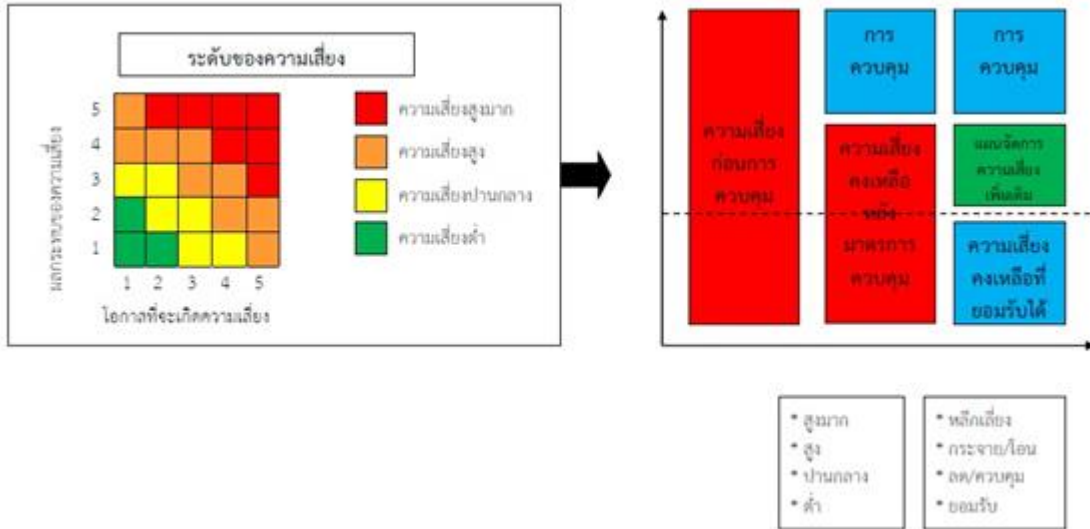 ระดับของความเสี่ยง
ผลกระทบของความเสี่ยง
5
4
3
2
1
1 2 3 4 5
โอกาสที่จะเกิดความเสี่ยง
ความเสี่ยงสูงมาก
ความเสี่ยงสูง
ความเสี่ยงปานกลาง
ความเสี่ยงต่ำ
ความเสี่ยง
ก่อนการ
ควบคุม
การ
ควบคุม
ความเสี่ยง
คงเหลือ
หลัง
มาตรการ
ควบคุม
การ
ควบคุม
แผนจัดการ
ความเสี่ยง
เพิ่มเติม
ความเสี่ยง
คงเหลือที่
ยอมรับได้
* สูงมาก
* สูง
* ปานกลาง
* ต่ำ
* หลีกเลี่ยง
* กระจาย/โอน
* ลด/ควบคุม
* ยอมรับ